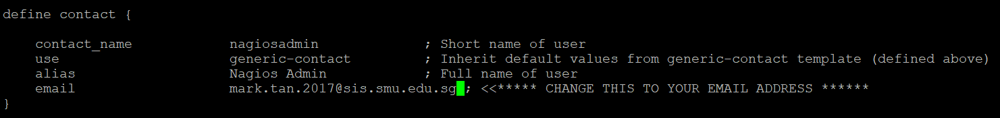 define contact {
    contact_name            nagiosadmin             ; Short name of user
    use                     generic-contact         ; Inherit default values from generic-contact template (defined above)
    alias                   Nagios Admin            ; Full name of user
    email                   mark.tan.2017@sis.smu.edu.sg ; <<***** CHANGE THIS TO YOUR EMAIL ADDRESS ******
}